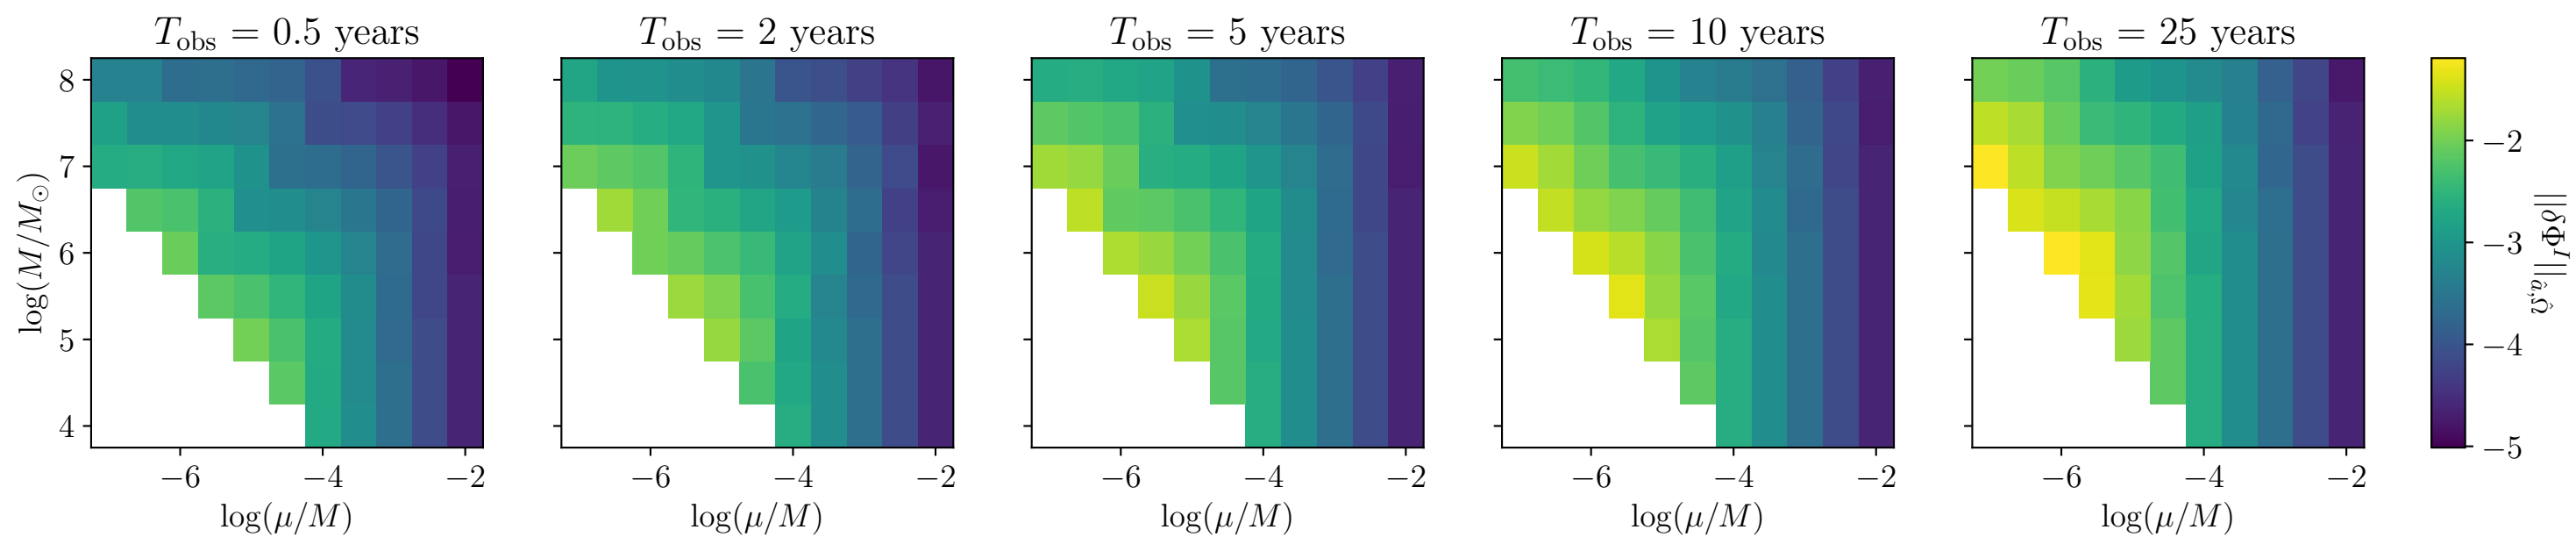 T_obs = 0.5 years
T_obs = 2 years
T_obs = 5 years
T_obs = 10 years
T_obs = 25 years
log(M/M_⊙)
8
7
6
5
4
−6 −4 −2
−6 −4 −2
−6 −4 −2
−6 −4 −2
−6 −4 −2
log(μ/M)
log(μ/M)
log(μ/M)
log(μ/M)
log(μ/M)
−2
−3
−4
−5
||δΦ^I||_{â,Ω̂}